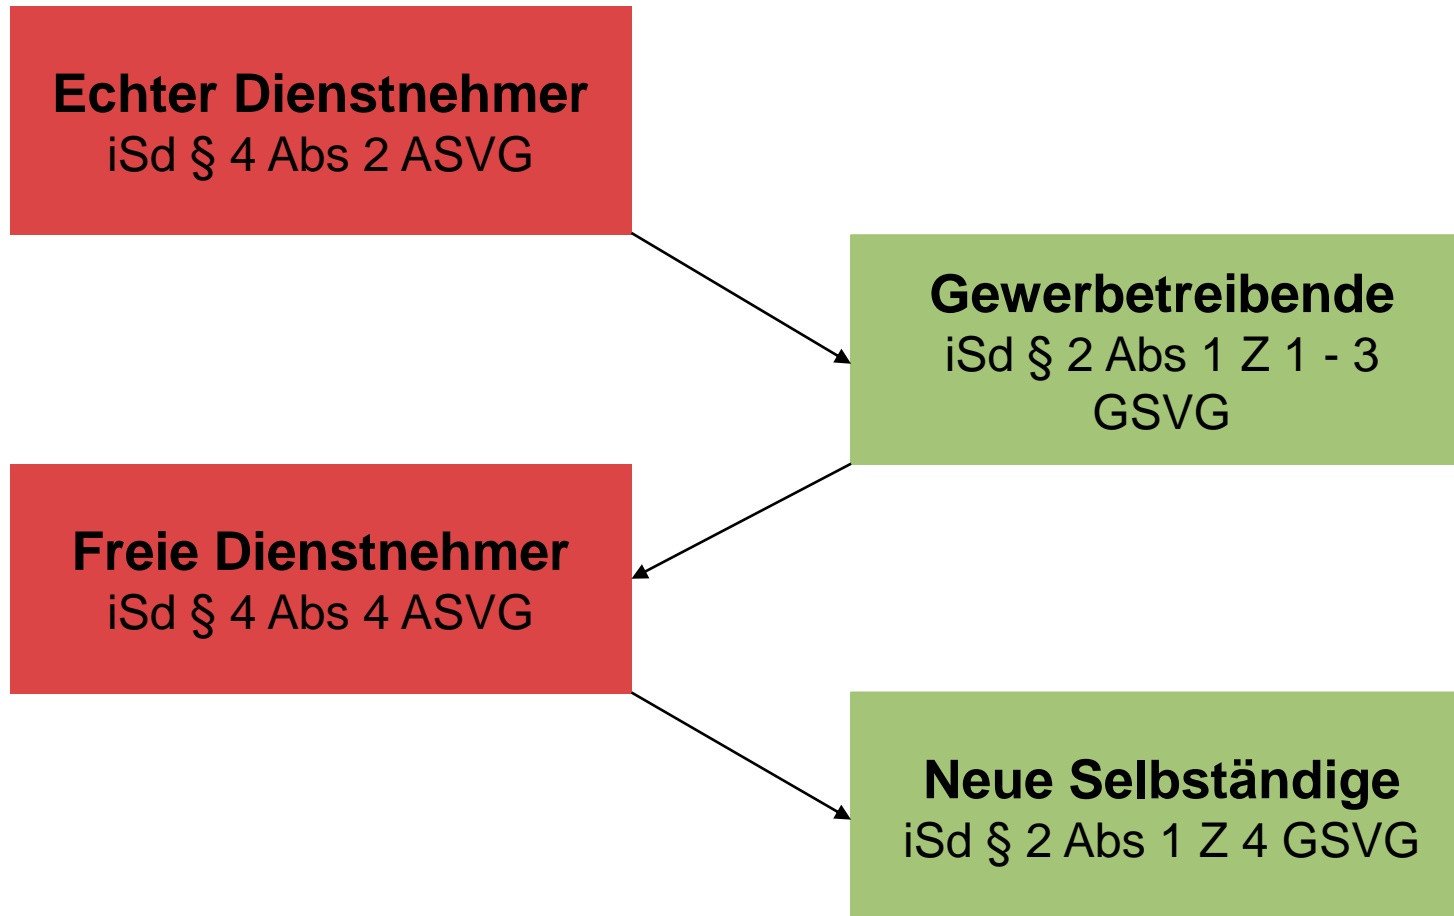 Echter Dienstnehmer
iSd § 4 Abs 2 ASVG
Gewerbetreibende
iSd § 2 Abs 1 Z 1 - 3
GSVG
Freie Dienstnehmer
iSd § 4 Abs 4 ASVG
Neue Selbständige
iSd § 2 Abs 1 Z 4 GSVG